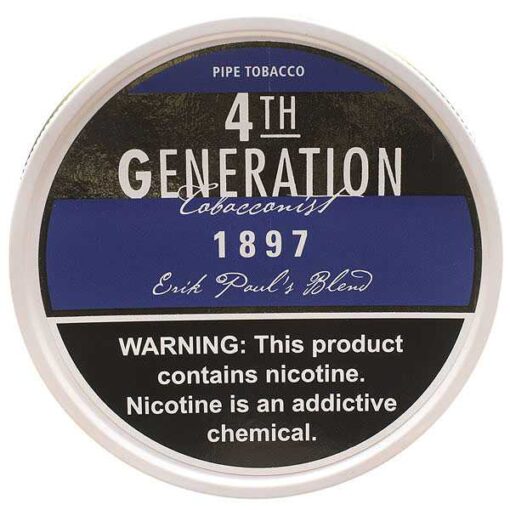 PIPE TOBACCO
4TH
GENERATION
Tobacconist
1897
Erik Paul's Blend
WARNING: This product
contains nicotine.
Nicotine is an addictive
chemical.